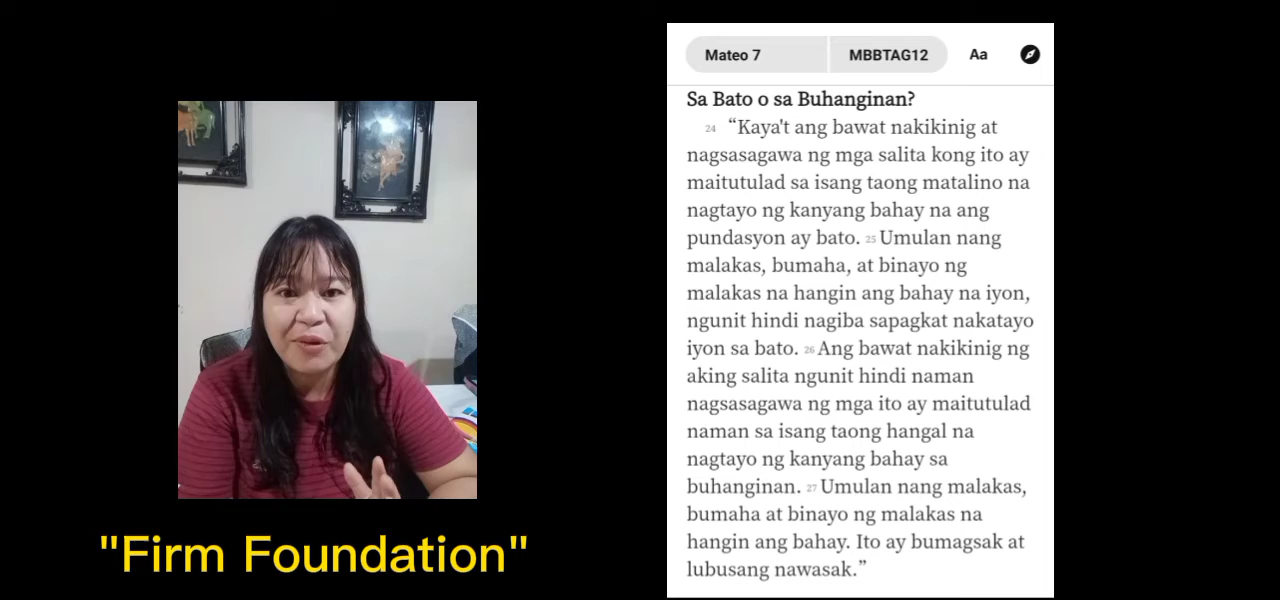 Mateo 7 MBBTAG12 Aa
Sa Bato o sa Buhanginan?
24 “Kaya't ang bawat nakikinig at
nagsasagawa ng mga salita kong ito ay
maitutulad sa isang taong matalino na
nagtayo ng kanyang bahay na ang
pundasyon ay bato. 25 Umulan nang
malakas, bumaha, at binayo ng
malakas na hangin ang bahay na iyon,
ngunit hindi nagiba sapagkat nakatayo
iyon sa bato. 26 Ang bawat nakikinig ng
aking salita ngunit hindi naman
nagsasagawa ng mga ito ay maitutulad
naman sa isang taong hangal na
nagtayo ng kanyang bahay sa
buhanginan. 27 Umulan nang malakas,
bumaha at binayo ng malakas na
hangin ang bahay. Ito ay bumagsak at
lubusang nawasak.”
"Firm Foundation"